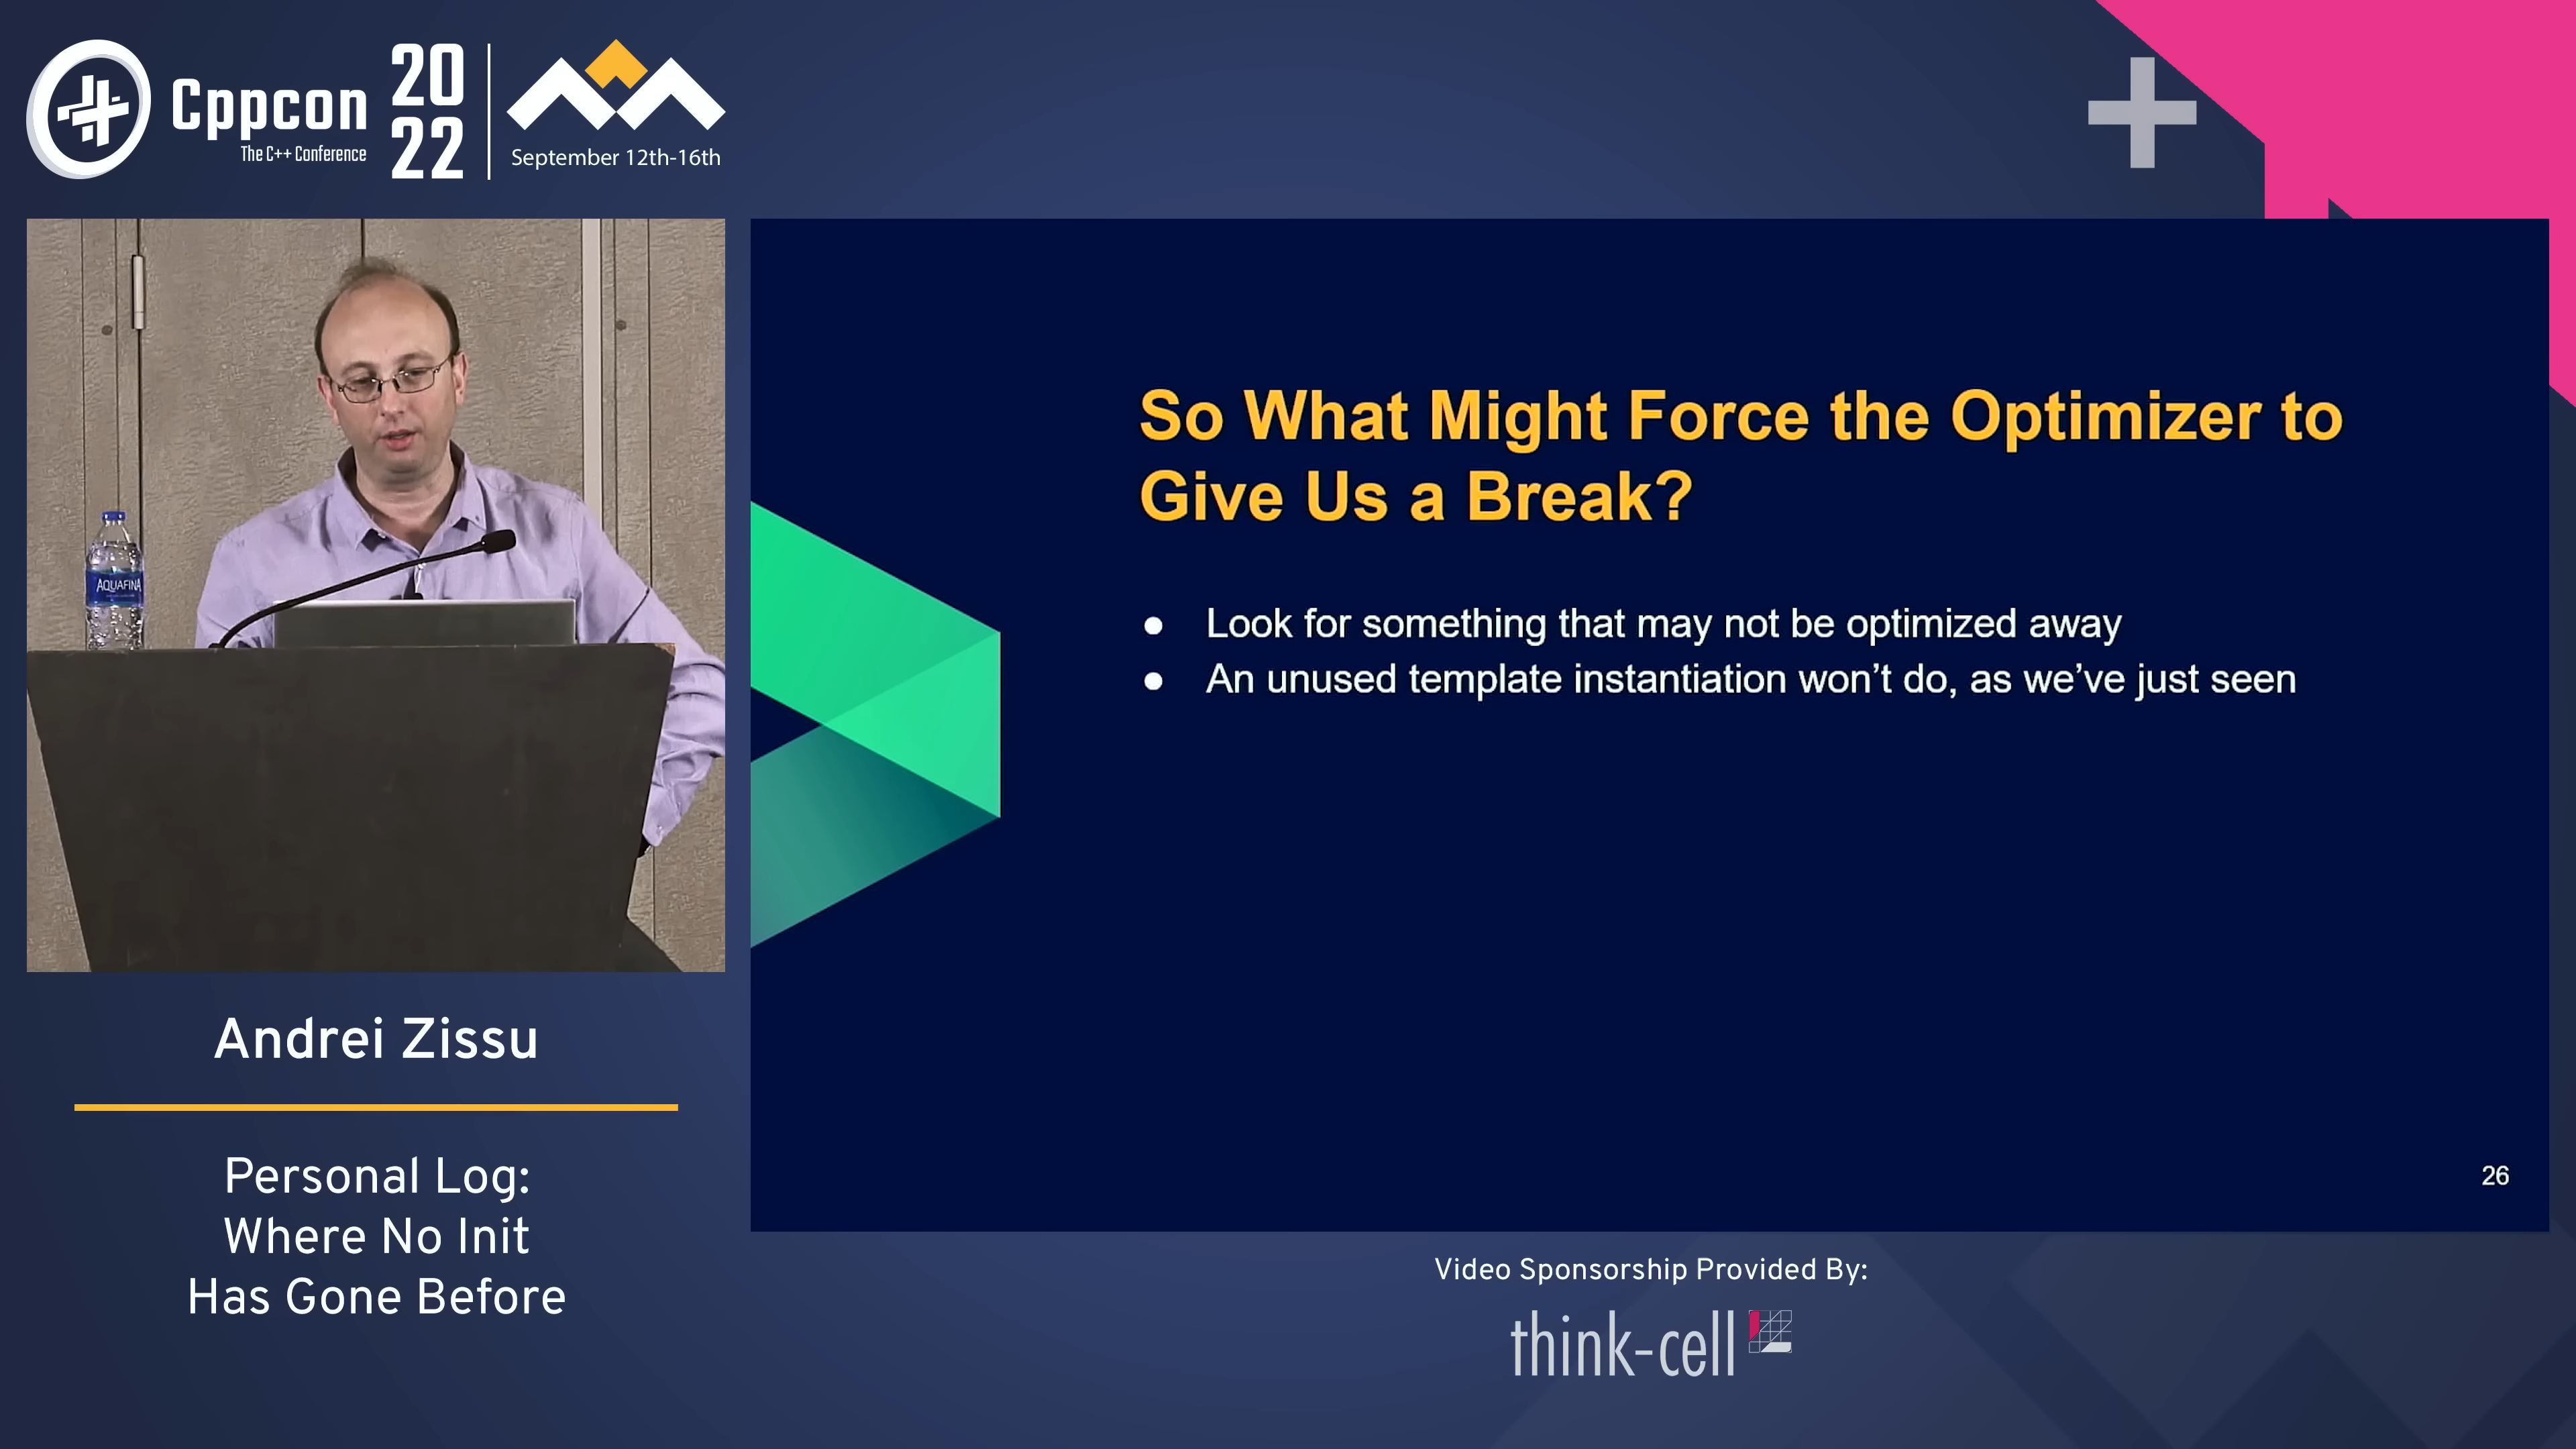 Cppcon
The C++ Conference
20
22
September 12th-16th
AQUAFINA
So What Might Force the Optimizer to
Give Us a Break?
● Look for something that may not be optimized away
● An unused template instantiation won’t do, as we’ve just seen
26
Andrei Zissu
Personal Log:
Where No Init
Has Gone Before
Video Sponsorship Provided By:
think-cell